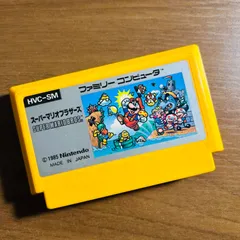 HVC-SM
ファミリー コンピュータ
スーパーマリオブラザーズ
SUPER MARIO BROS.
© 1985 Nintendo
MADE IN JAPAN